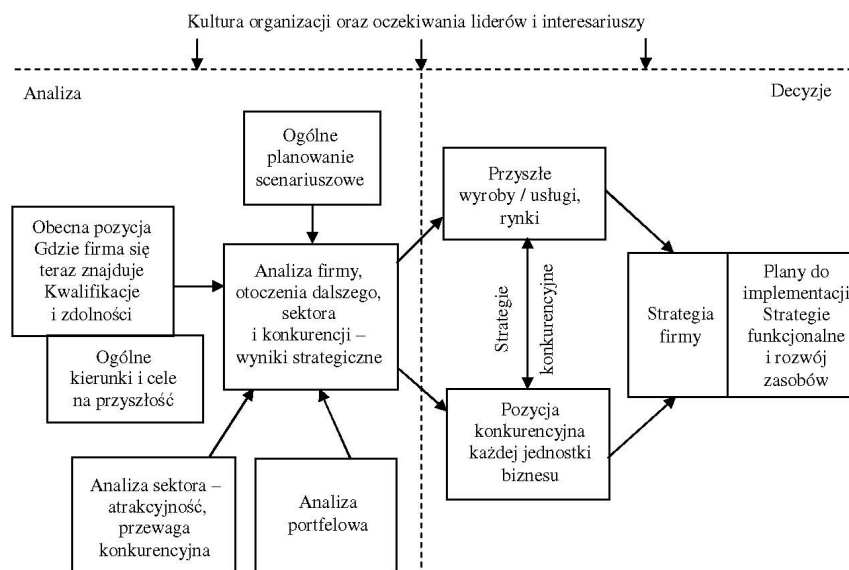 Kultura organizacji oraz oczekiwania liderów i interesariuszy
Analiza
Decyzje
Ogólne
planowanie
scenariuszowe
Obecna pozycja
Gdzie firma się
teraz znajduje
Kwalifikacje
i zdolności
Ogólne
kierunki i cele
na przyszłość
Analiza firmy,
otoczenia dalszego,
sektora
i konkurencji –
wyniki strategiczne
Analiza sektora –
atrakcyjność,
przewaga
konkurencyjna
Analiza
portfelowa
Przyszłe
wyroby / usługi,
rynki
Strategie
konkurencyjne
Pozycja
konkurencyjna
każdej jednostki
biznesu
Strategia
firmy
Plany do
implementacji
Strategie
funkcjonalne
i rozwój
zasobów